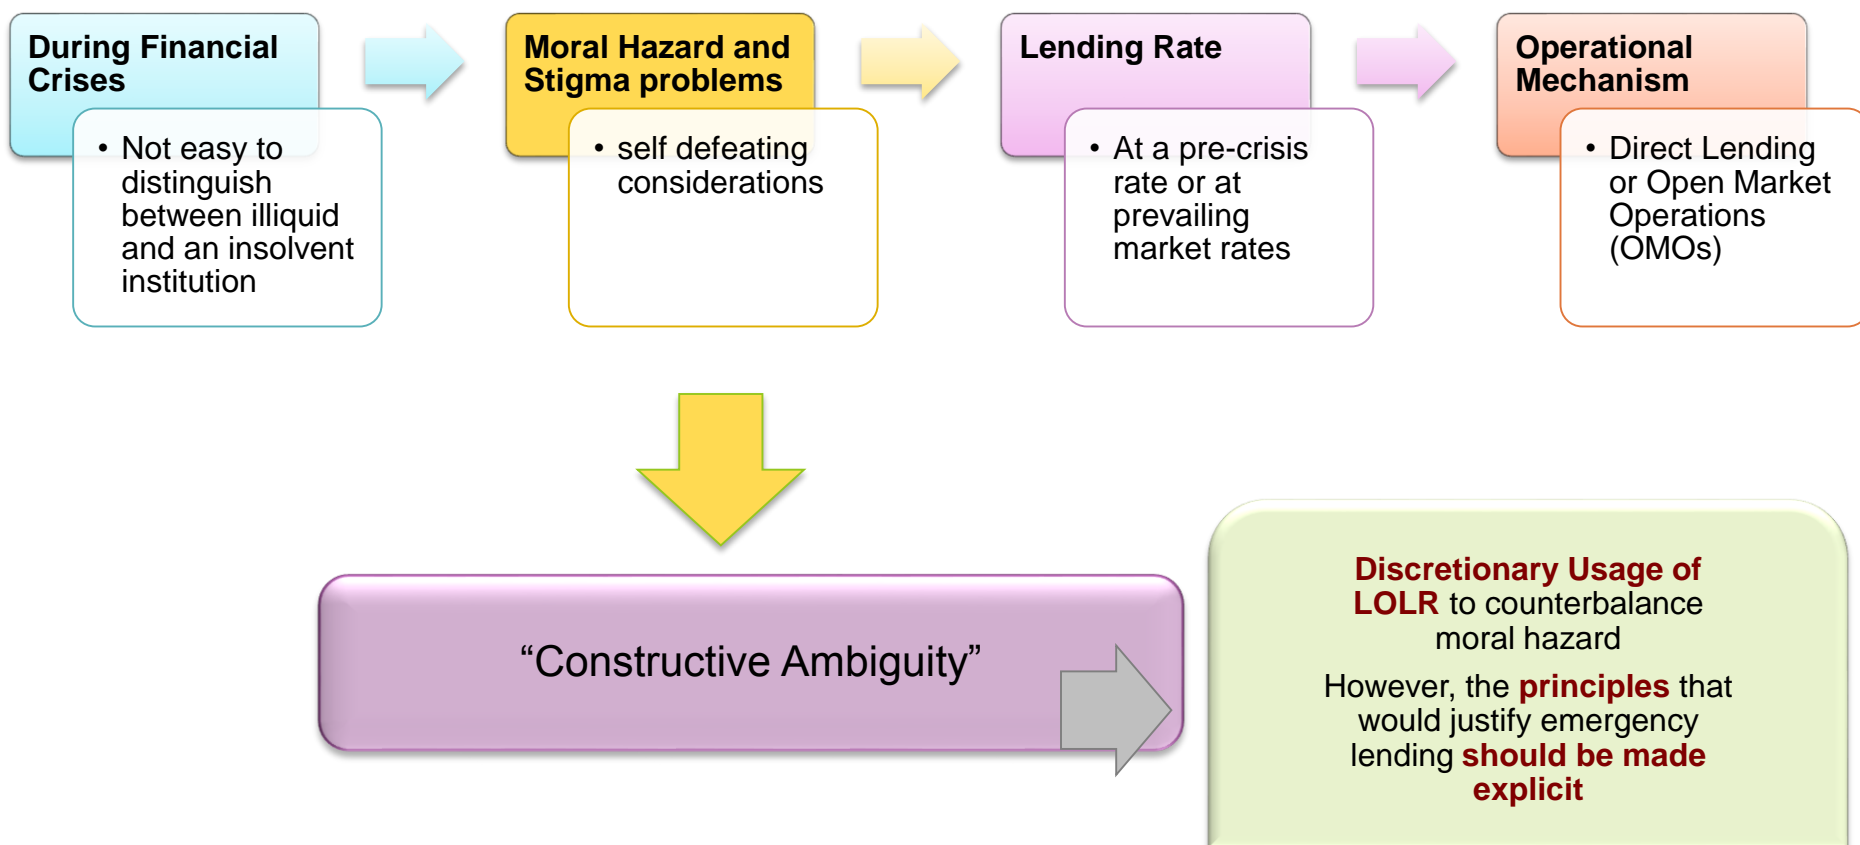 During Financial
Crises
• Not easy to
distinguish
between illiquid
and an insolvent
institution
Moral Hazard and
Stigma problems
• self defeating
considerations
Lending Rate
• At a pre-crisis
rate or at
prevailing
market rates
Operational
Mechanism
• Direct Lending
or Open Market
Operations
(OMOs)
“Constructive Ambiguity”
Discretionary Usage of
LOLR to counterbalance
moral hazard
However, the principles that
would justify emergency
lending should be made
explicit